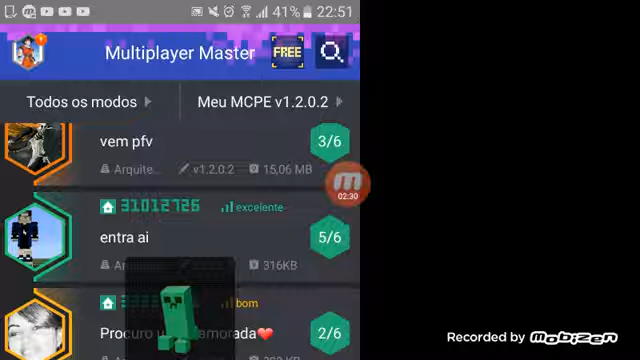 41% 22:51
Multiplayer Master FREE
Todos os modos Meu MCPE v1.2.0.2
vem pfv 3/6
Arquite... v1.2.0.2 15,06 MB
02:30
31012726 excelente
entra ai 5/6
316KB
bom
Procuro 2/6
Recorded by Mobizen